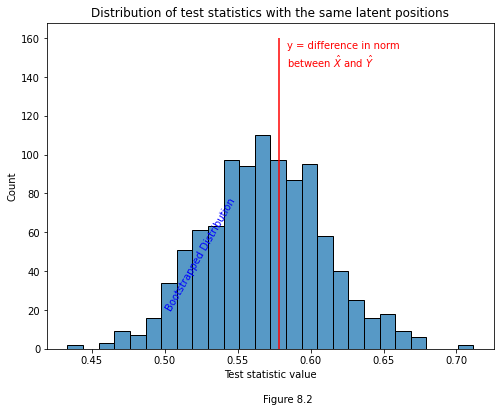 Distribution of test statistics with the same latent positions
160
140
120
100
80
60
40
20
0
Count
y = difference in norm
between X̂ and Ŷ
Bootstrapped Distribution
0.45 0.50 0.55 0.60 0.65 0.70
Test statistic value
Figure 8.2